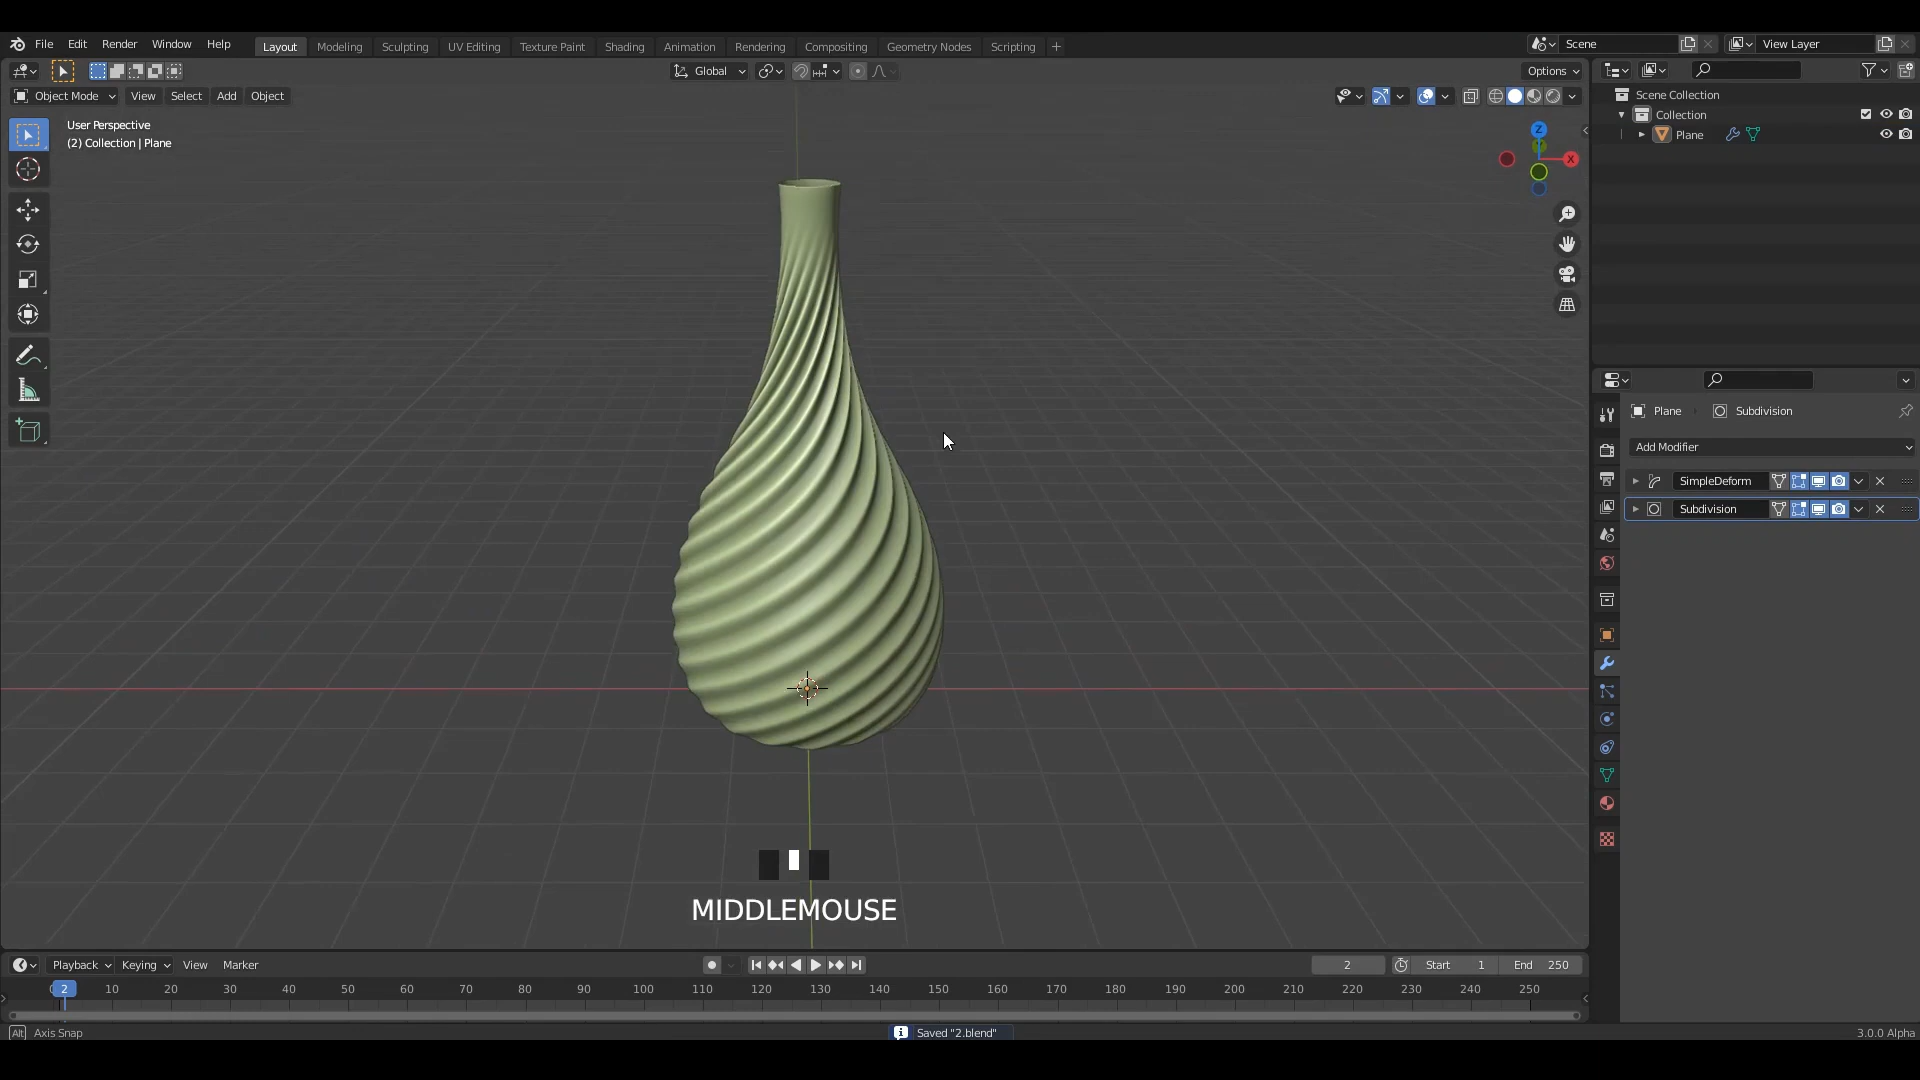 File Edit Render Window Help Layout Modeling Sculpting UV Editing Texture Paint Shading Animation Rendering Compositing Geometry Nodes Scripting + Scene View Layer
Global Options
Object Mode View Select Add Object
User Perspective
(2) Collection | Plane
Scene Collection
Collection
Plane
Z
X
Plane Subdivision
Add Modifier
SimpleDeform
Subdivision
MIDDLEMOUSE
Playback Keying View Marker 2 Start 1 End 250
2 10 20 30 40 50 60 70 80 90 100 110 120 130 140 150 160 170 180 190 200 210 220 230 240 250
Alt Axis Snap Saved "2.blend" 3.0.0 Alpha